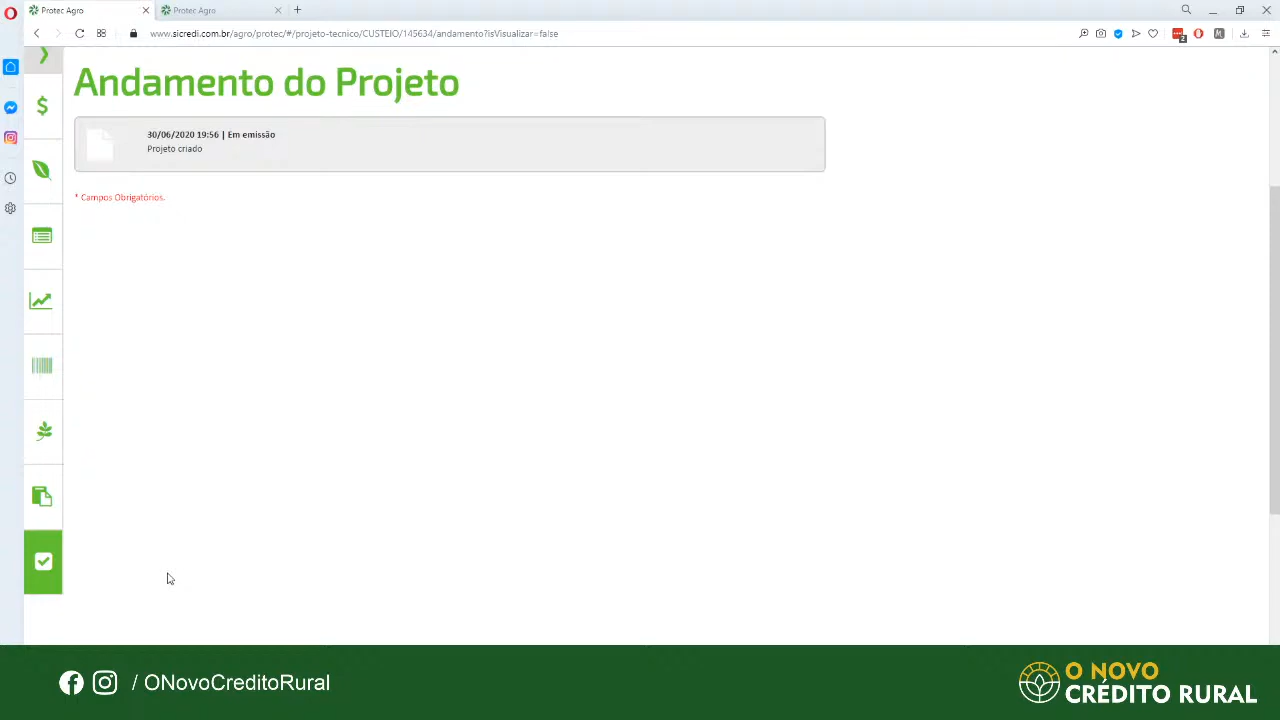 Protec Agro
Protec Agro
www.sicredi.com.br/agro/protec/#/projeto-tecnico/CUSTEIO/145634/andamento?isVisualizar=false
2
Andamento do Projeto
30/06/2020 19:56 | Em emissão
Projeto criado
* Campos Obrigatórios.
/ ONovoCreditoRural
O NOVO
CRÉDITO RURAL